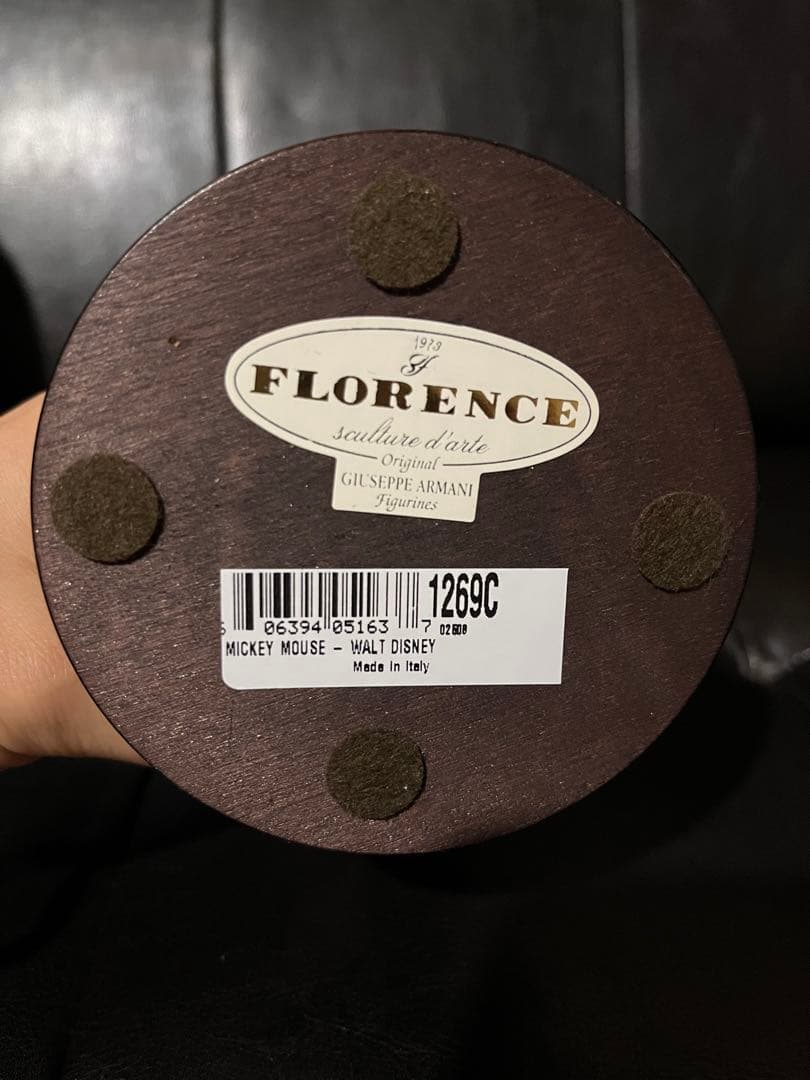 1973
FLORENCE
sculture d'arte
Original
GIUSEPPE ARMANI
Figurines
1269C
06394 05163 7
MICKEY MOUSE – WALT DISNEY
Made in Italy